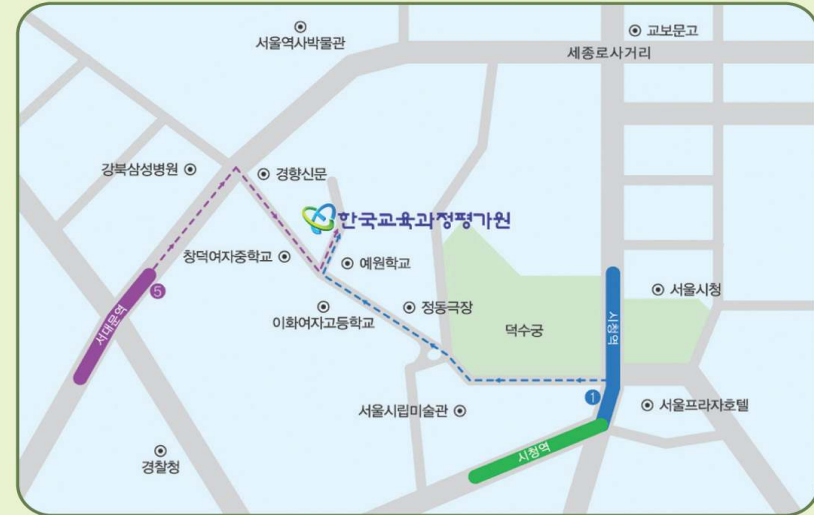 교보문고
서울역사박물관
세종로사거리
강북삼성병원
경향신문
한국교육과정평가원
창덕여자중학교
예원학교
5
서울시청
이화여자고등학교
정동극장
시청역
덕수궁
서대문역
1
서울시립미술관
서울프라자호텔
시청역
경찰청